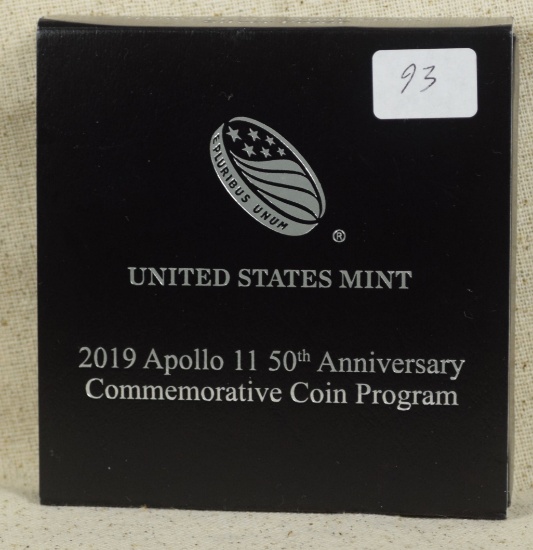 93
E PLURIBUS UNUM
®
UNITED STATES MINT
2019 Apollo 11 50th Anniversary
Commemorative Coin Program